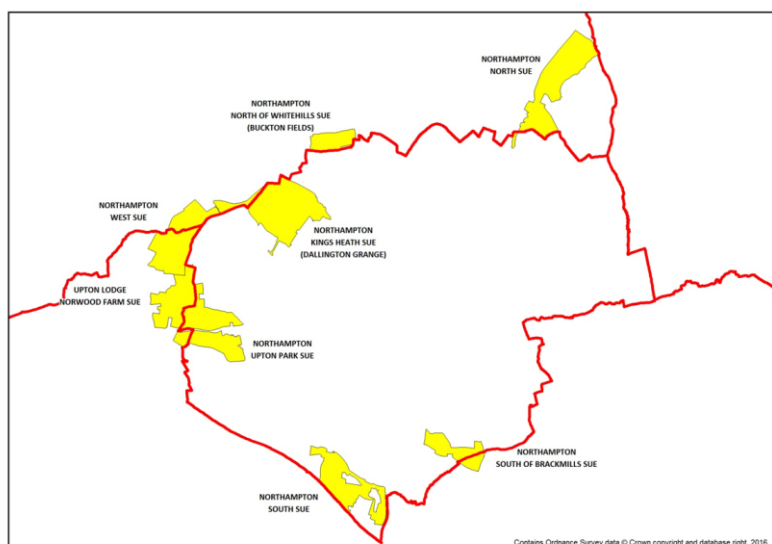 NORTHAMPTON
NORTH SUE
NORTHAMPTON
NORTH OF WHITEHILLS SUE
(BUCKTON FIELDS)
NORTHAMPTON
WEST SUE
NORTHAMPTON
KINGS HEATH SUE
(DALLINGTON GRANGE)
UPTON LODGE
NORWOOD FARM SUE
NORTHAMPTON
UPTON PARK SUE
NORTHAMPTON
SOUTH OF BRACKMILLS SUE
NORTHAMPTON
SOUTH SUE
Contains Ordnance Survey data © Crown copyright and database right, 2016